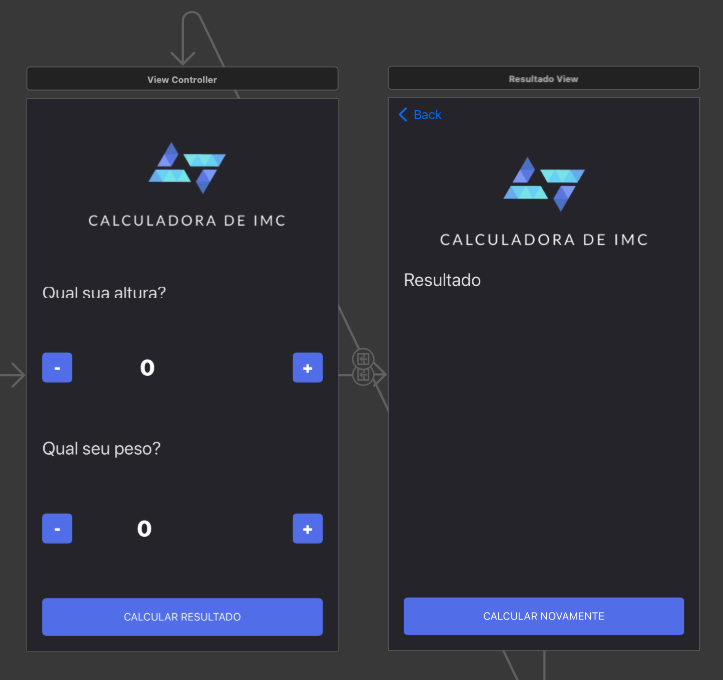 View Controller
CALCULADORA DE IMC
Qual sua altura?
- 0 +
Qual seu peso?
- 0 +
CALCULAR RESULTADO
Resultado View
Back
CALCULADORA DE IMC
Resultado
CALCULAR NOVAMENTE